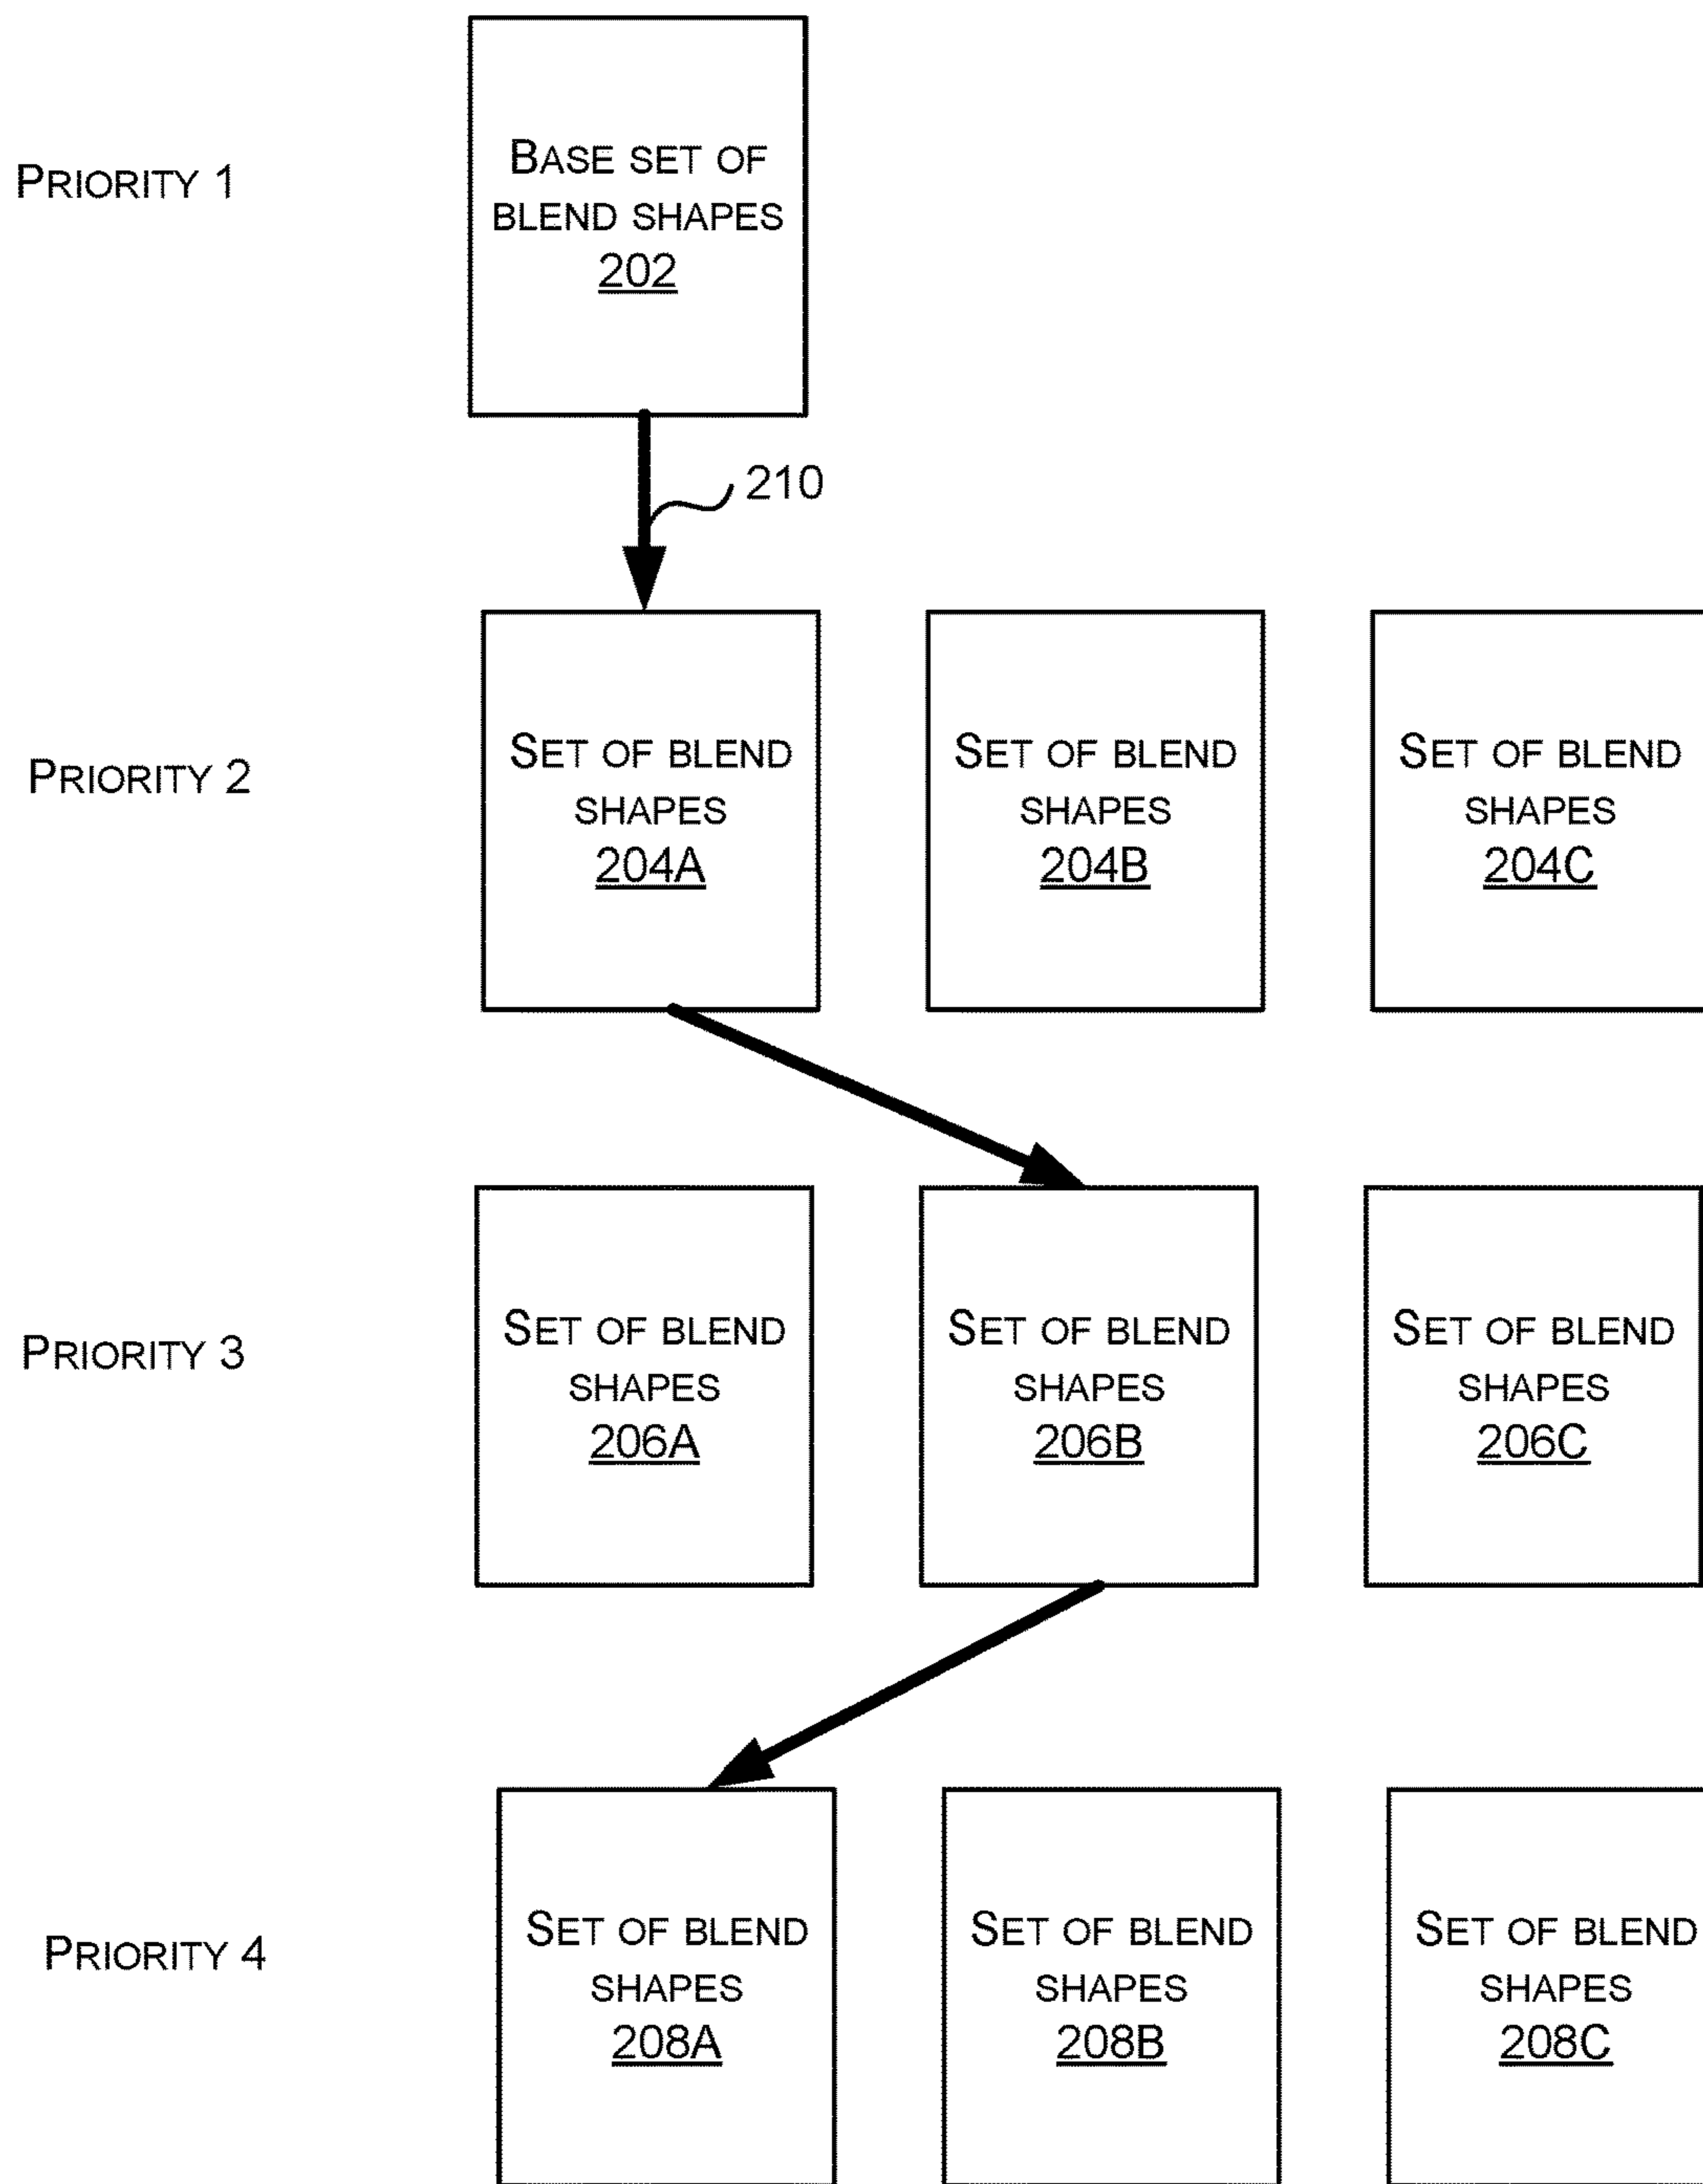 PRIORITY 1
BASE SET OF
BLEND SHAPES
202
210
PRIORITY 2
SET OF BLEND
SHAPES
204A
SET OF BLEND
SHAPES
204B
SET OF BLEND
SHAPES
204C
PRIORITY 3
SET OF BLEND
SHAPES
206A
SET OF BLEND
SHAPES
206B
SET OF BLEND
SHAPES
206C
PRIORITY 4
SET OF BLEND
SHAPES
208A
SET OF BLEND
SHAPES
208B
SET OF BLEND
SHAPES
208C